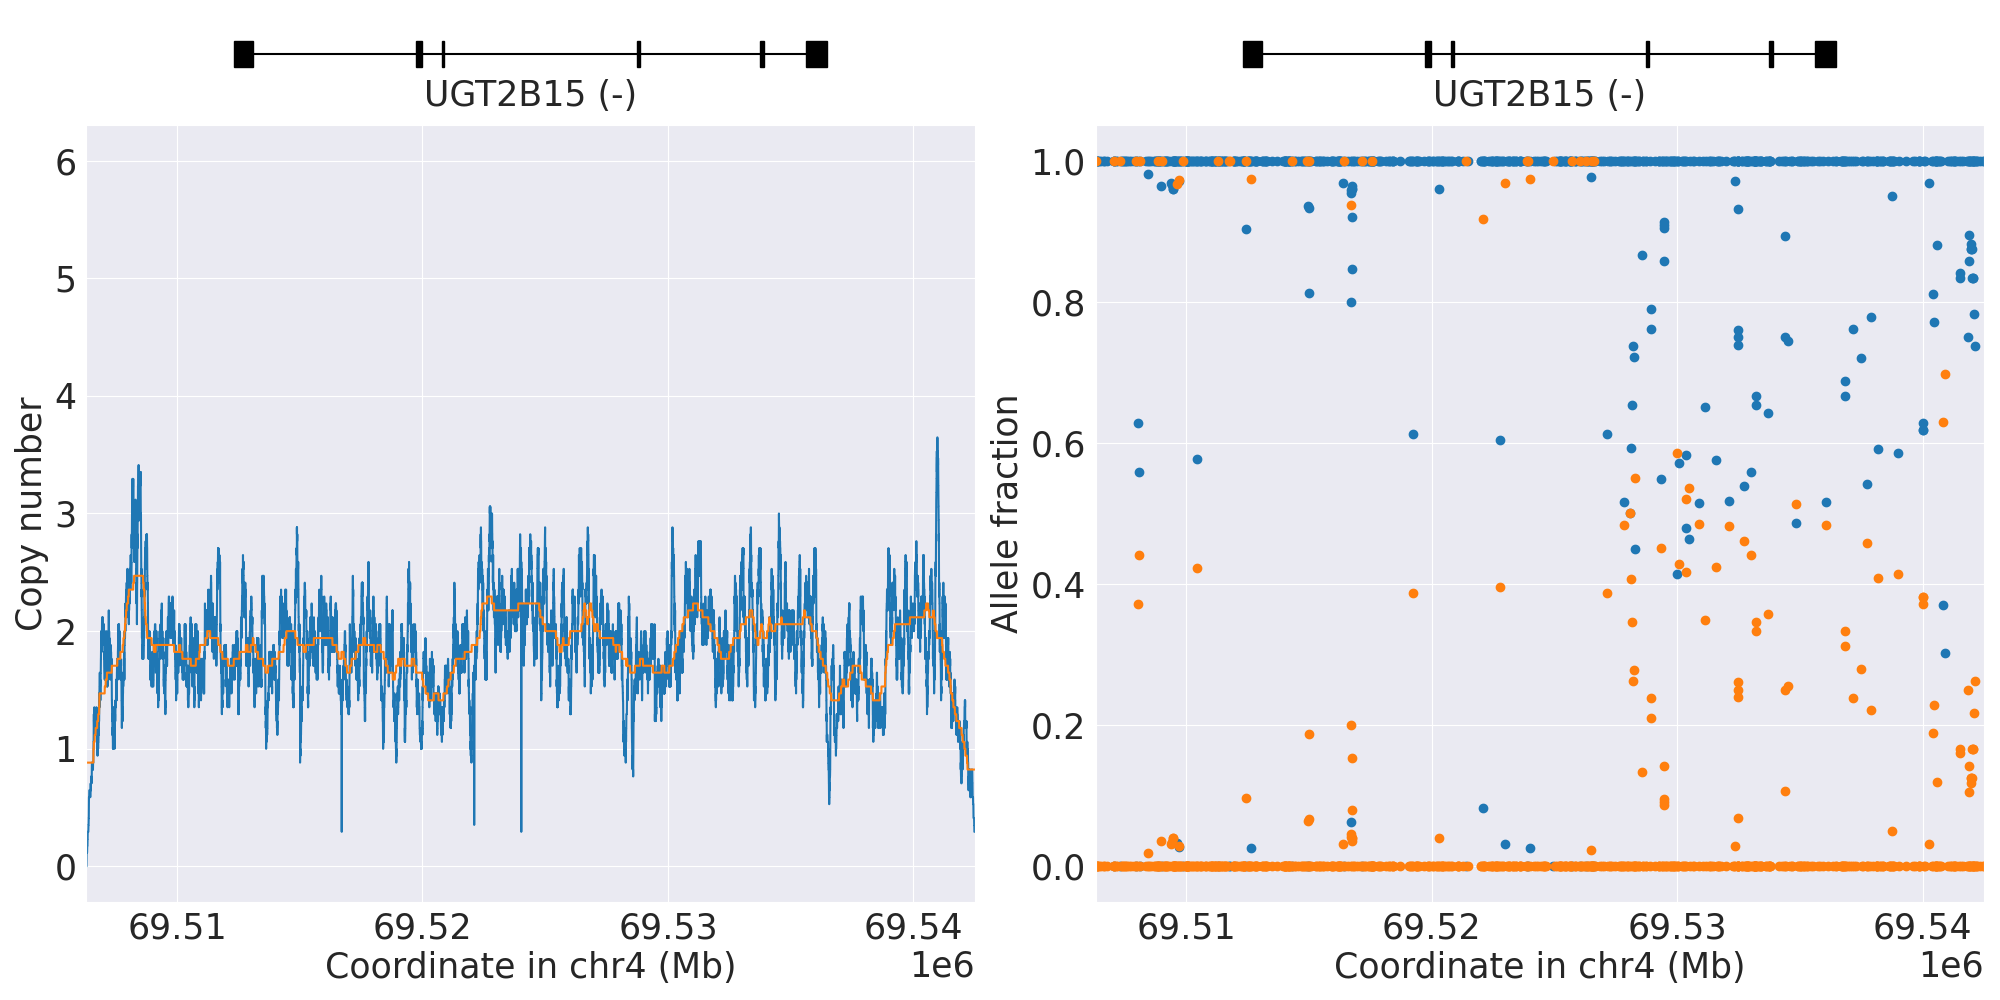 UGT2B15 (-)
6
5
4
3
2
1
0
Copy number
69.51 69.52 69.53 69.54
Coordinate in chr4 (Mb)
1e6
UGT2B15 (-)
1.0
0.8
0.6
0.4
0.2
0.0
Allele fraction
69.51 69.52 69.53 69.54
Coordinate in chr4 (Mb)
1e6